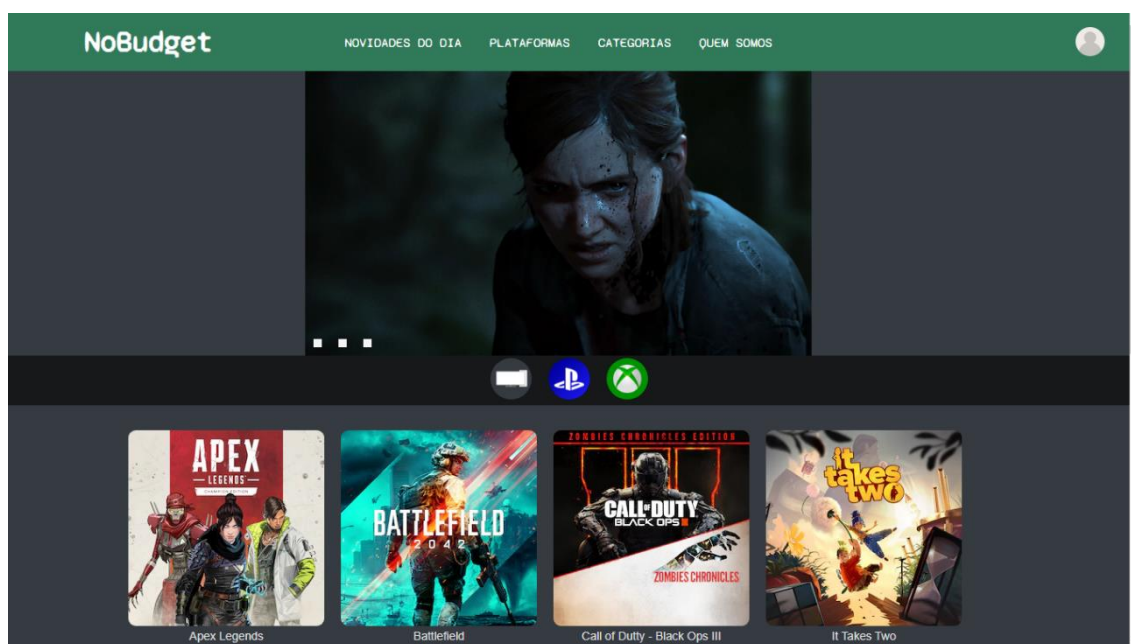 NoBudget
NOVIDADES DO DIA PLATAFORMAS CATEGORIAS QUEM SOMOS
APEX
LEGENDS
CHAMPION EDITION
BATTLEFIELD
2042
ZOMBIES CHRONICLES EDITION
CALL OF DUTY
BLACK OPS III
ZOMBIES CHRONICLES
it
takes
two
Apex Legends
Battlefield
Call of Dutty - Black Ops III
It Takes Two